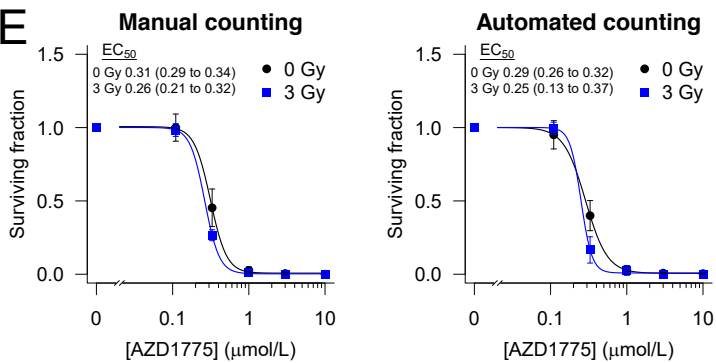 E
Manual counting
EC50
0 Gy 0.31 (0.29 to 0.34)
3 Gy 0.26 (0.21 to 0.32)
0 Gy
3 Gy
Surviving fraction
1.5
1.0
0.5
0.0
0 0.1 1 10
[AZD1775] (μmol/L)
Automated counting
EC50
0 Gy 0.29 (0.26 to 0.32)
3 Gy 0.25 (0.13 to 0.37)
0 Gy
3 Gy
Surviving fraction
1.5
1.0
0.5
0.0
0 0.1 1 10
[AZD1775] (μmol/L)